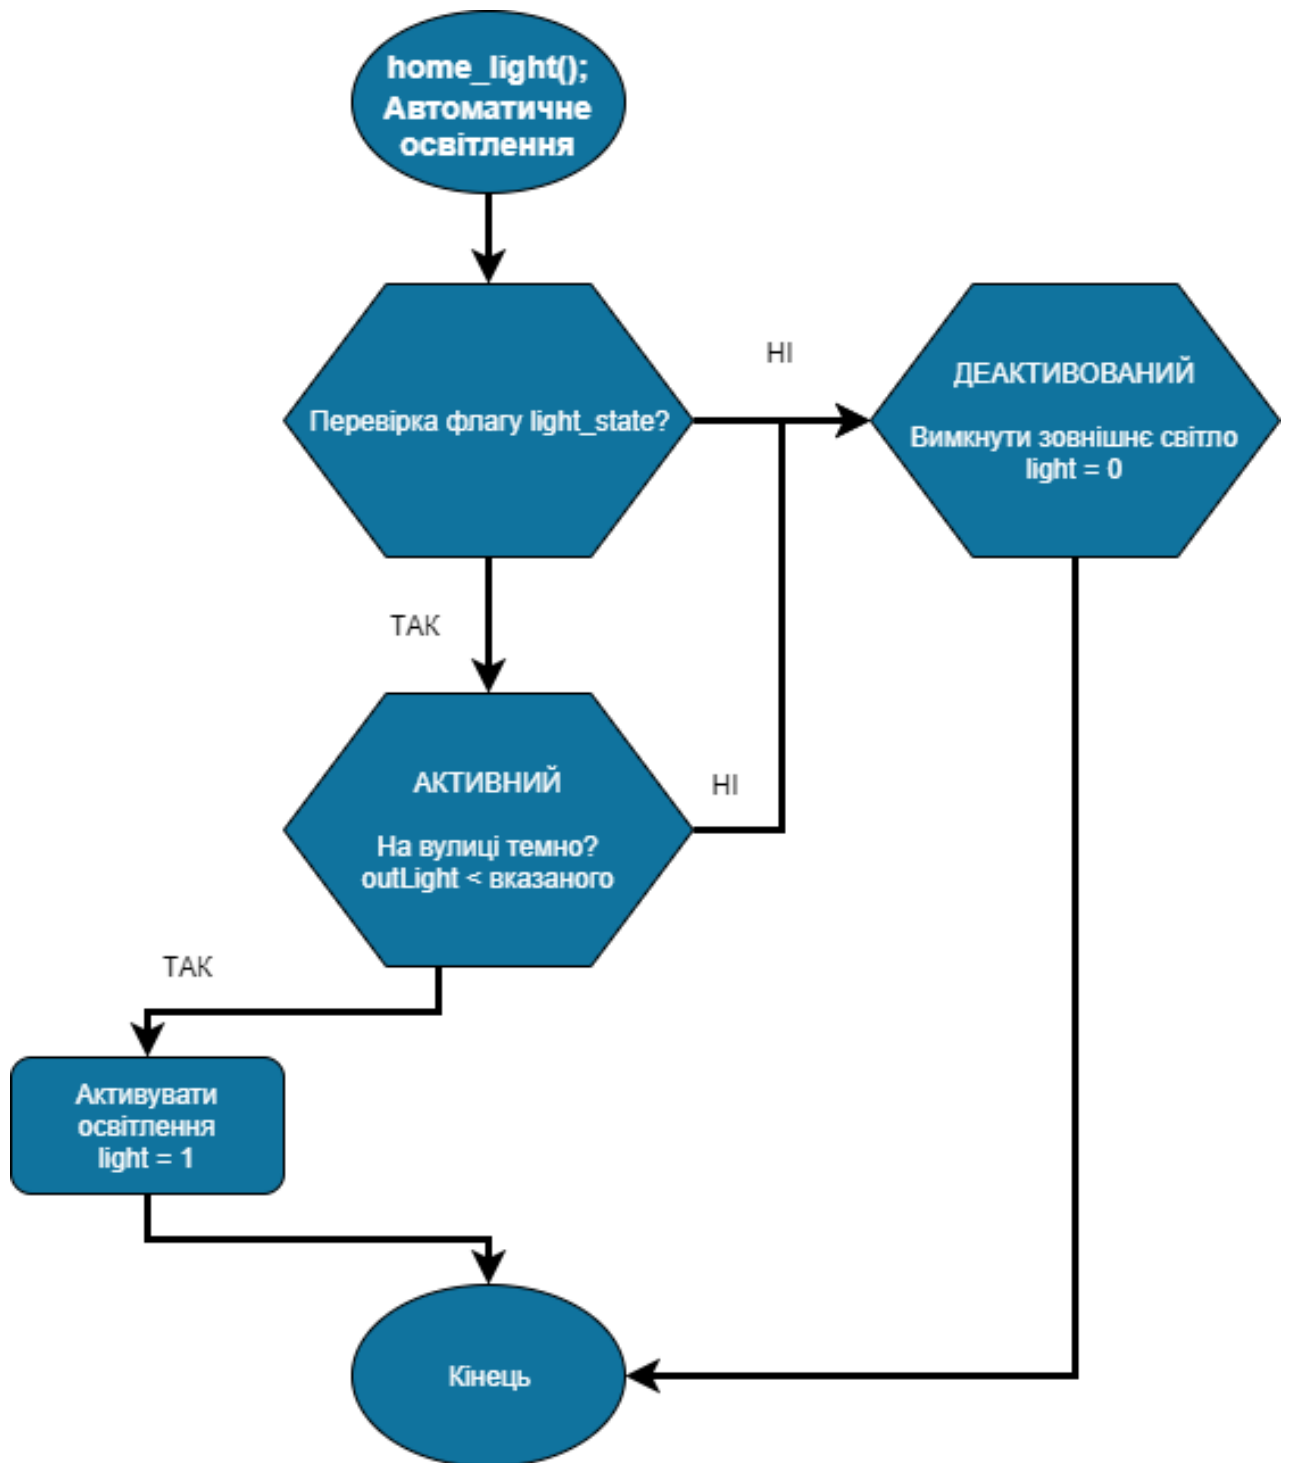 home_light();
Автоматичне
освітлення
НІ
Перевірка флагу light_state?
ДЕАКТИВОВАНИЙ
Вимкнути зовнішнє світло
light = 0
ТАК
АКТИВНИЙ
На вулиці темно?
outLight < вказаного
НІ
ТАК
Активувати
освітлення
light = 1
Кінець